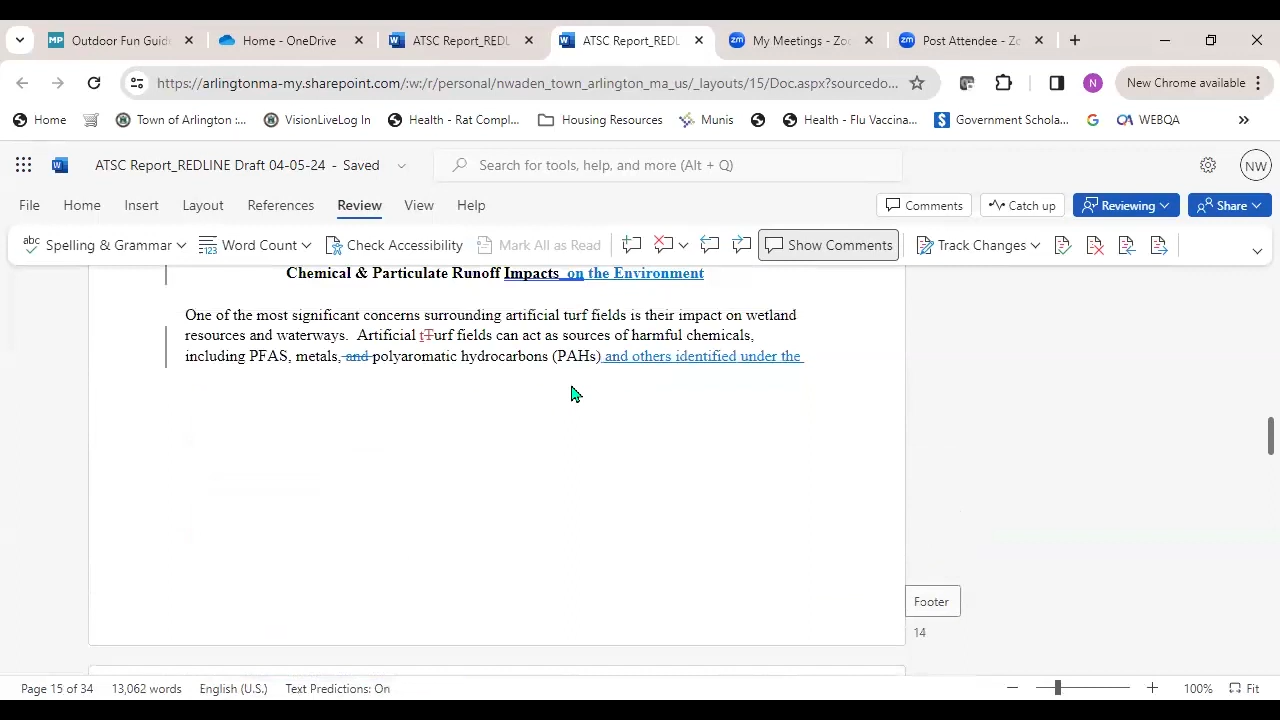 Outdoor Fun Guid
Home - OneDrive
ATSC Report_REDL
ATSC Report_REDL
My Meetings - Zoo
Post Attendee - Zo
https://arlingtonma-my.sharepoint.com/:w:/r/personal/nwaden_town_arlington_ma_us/_layouts/15/Doc.aspx?sourcedo...
N
New Chrome available
Home
Town of Arlington :...
VisionLiveLog In
Health - Rat Compl...
Housing Resources
Munis
Health - Flu Vaccina...
Government Schola...
WEBQA
ATSC Report_REDLINE Draft 04-05-24 - Saved
Search for tools, help, and more (Alt + Q)
NW
File Home Insert Layout References Review View Help
Comments
Catch up
Reviewing
Share
abc Spelling & Grammar
123 Word Count
Check Accessibility
Mark All as Read
Show Comments
Track Changes
Chemical & Particulate Runoff Impacts on the Environment
One of the most significant concerns surrounding artificial turf fields is their impact on wetland
resources and waterways. Artificial tTurf fields can act as sources of harmful chemicals,
including PFAS, metals, and polyaromatic hydrocarbons (PAHs) and others identified under the
Footer
14
Page 15 of 34 13,062 words English (U.S.) Text Predictions: On
100% Fit